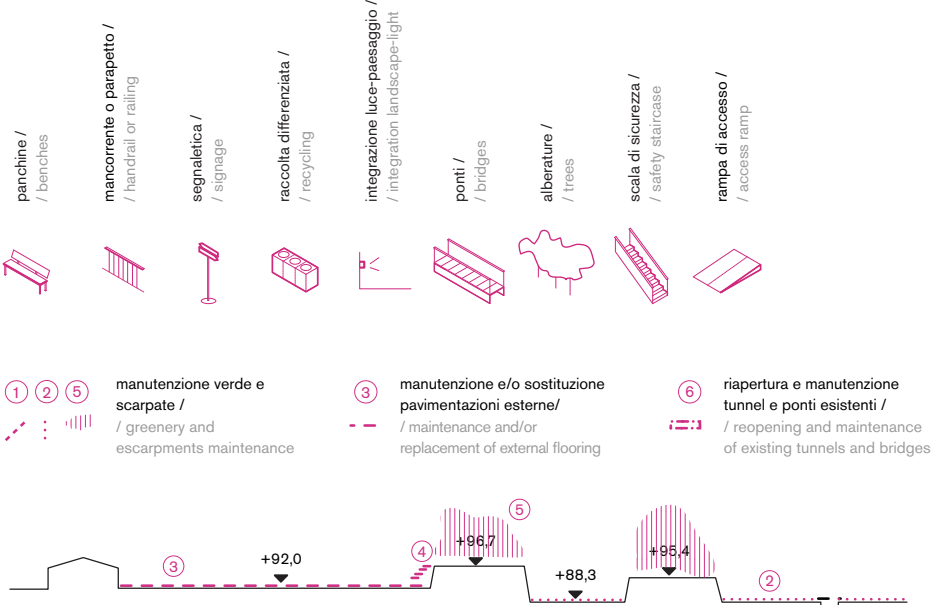 panchine /
/ benches
mancorrente o parapetto /
/ handrail or railing
segnaletica /
/ signage
raccolta differenziata /
/ recycling
integrazione luce-paesaggio /
/ integration landscape-light
ponti /
/ bridges
alberature /
/ trees
scala di sicurezza /
/ safety staircase
rampa di accesso /
/ access ramp
1 2 5
manutenzione verde e
scarpate /
/ greenery and
escarpments maintenance
3
manutenzione e/o sostituzione
pavimentazioni esterne/
/ maintenance and/or
replacement of external flooring
6
riapertura e manutenzione
tunnel e ponti esistenti /
/ reopening and maintenance
of existing tunnels and bridges
3
+92,0
4
+96,7
5
+88,3
+95,4
2